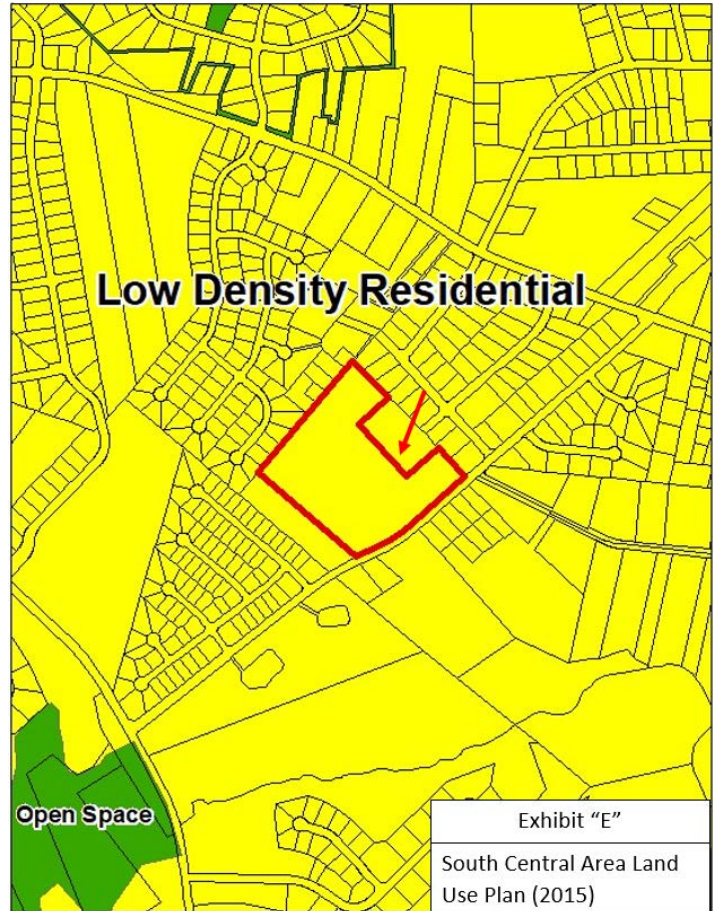 Low Density Residential
Open Space
Exhibit “E”
South Central Area Land
Use Plan (2015)